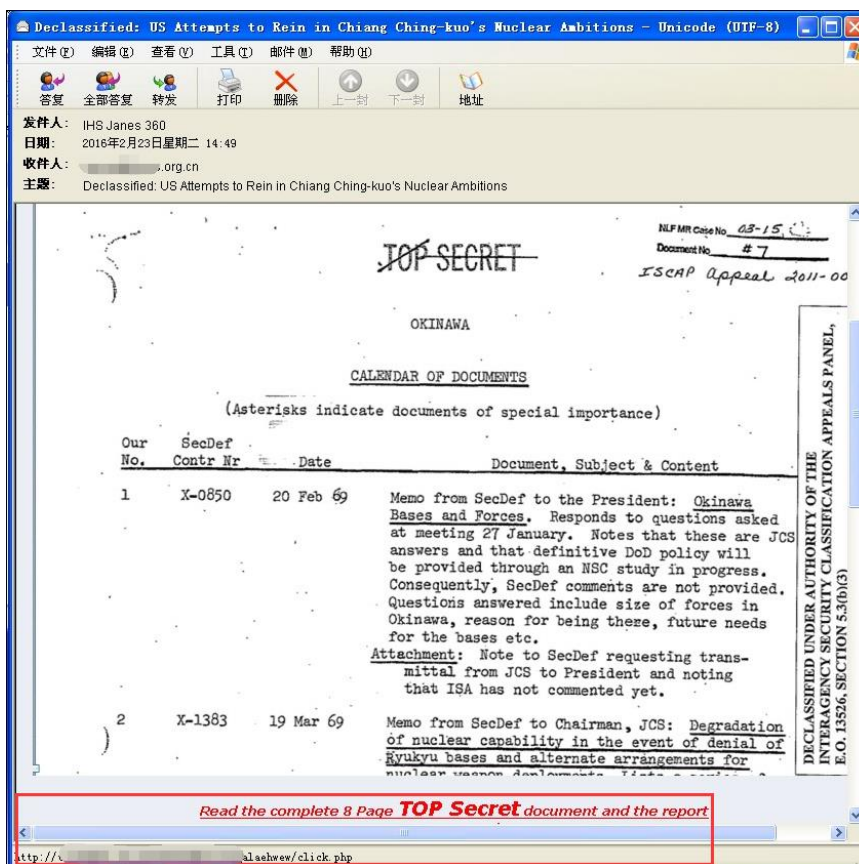 Declassified: US Attempts to Rein in Chiang Ching-kuo's Nuclear Ambitions - Unicode (UTF-8)
文件(F) 编辑(E) 查看(V) 工具(T) 邮件(M) 帮助(H)
答复 全部答复 转发 打印 删除 上一封 下一封 地址
发件人: IHS Janes 360
日期: 2016年2月23日星期二 14:49
收件人: .org.cn
主题: Declassified: US Attempts to Rein in Chiang Ching-kuo's Nuclear Ambitions
NLF MR Case No. 03-15
Document No. #7
TOP SECRET
ISCAP Appeal 2011-00
OKINAWA
CALENDAR OF DOCUMENTS
(Asterisks indicate documents of special importance)
Our SecDef
No. Contr Nr Date Document, Subject & Content
1 X-0850 20 Feb 69 Memo from SecDef to the President: Okinawa
Bases and Forces. Responds to questions asked
at meeting 27 January. Notes that these are JCS
answers and that definitive DoD policy will
be provided through an NSC study in progress.
Consequently, SecDef comments are not provided.
Questions answered include size of forces in
Okinawa, reason for being there, future needs
for the bases etc.
Attachment: Note to SecDef requesting trans-
mittal from JCS to President and noting
that ISA has not commented yet.
2 X-1383 19 Mar 69 Memo from SecDef to Chairman, JCS: Degradation
of nuclear capability in the event of denial of
Ryukyu bases and alternate arrangements for
nuclear weapon deployments.
DECLASSIFIED UNDER AUTHORITY OF THE
INTERAGENCY SECURITY CLASSIFICATION APPEALS PANEL,
E.O. 13526, SECTION 5.3(b)(3)
Read the complete 8 Page TOP Secret document and the report
http:// alaehwew/click.php